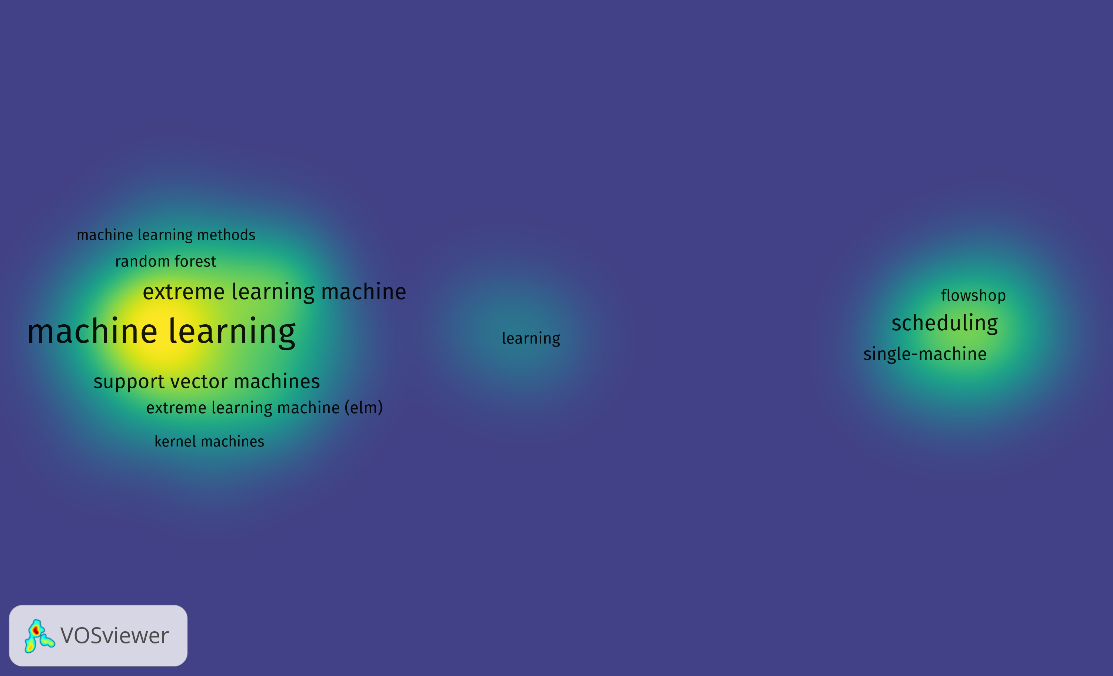 machine learning methods
random forest
extreme learning machine
machine learning
support vector machines
extreme learning machine (elm)
kernel machines
learning
flowshop
scheduling
single-machine
VOSviewer